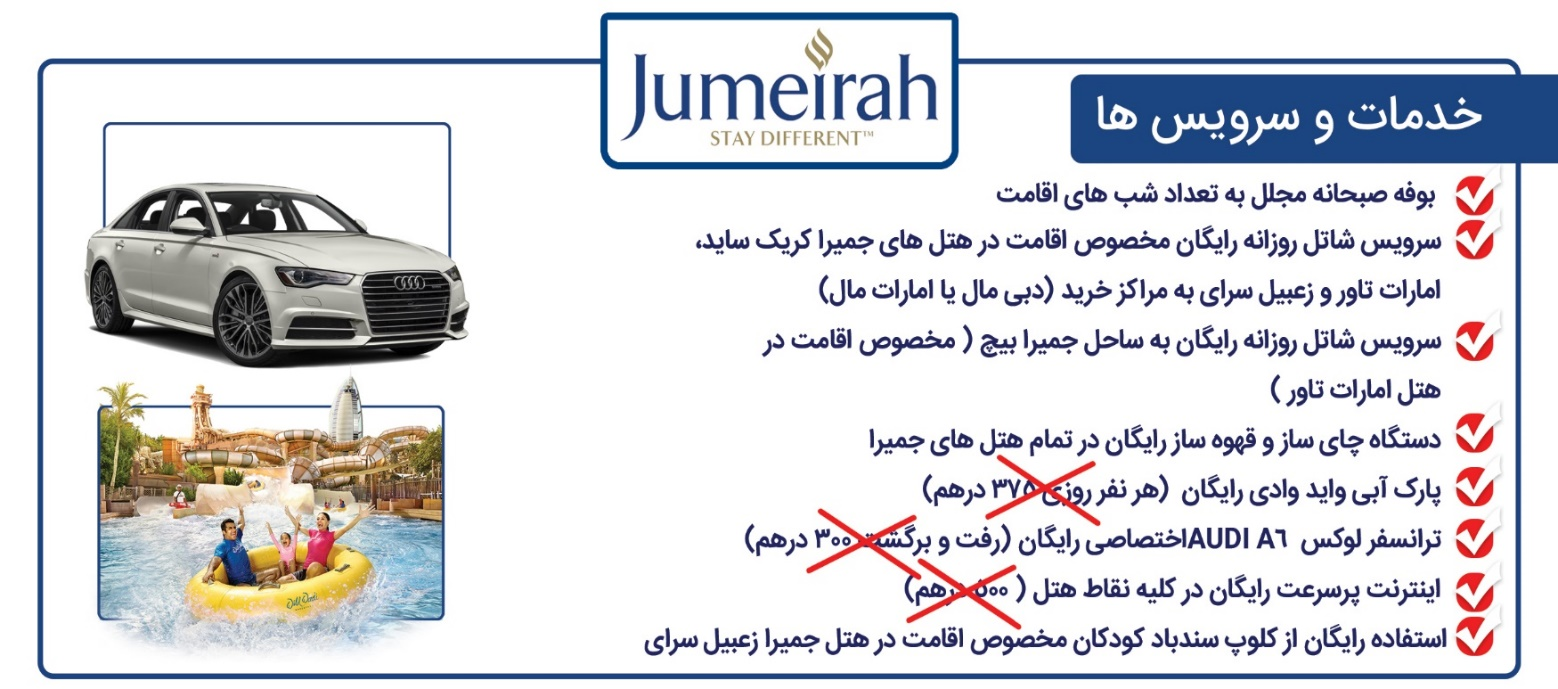 Jumeirah
STAY DIFFERENT™
خدمات و سرویس ها
بوفه صبحانه مجلل به تعداد شب های اقامت
سرویس شاتل روزانه رایگان مخصوص اقامت در هتل های جمیرا کریک ساید،
امارات تاور و زعبیل سرای به مراکز خرید (دبی مال یا امارات مال)
سرویس شاتل روزانه رایگان به ساحل جمیرا بیچ ( مخصوص اقامت در
هتل امارات تاور )
دستگاه چای ساز و قهوه ساز رایگان در تمام هتل های جمیرا
پارک آبی واید وادی رایگان (هر نفر روزی ۳۷۵ درهم)
ترانسفر لوکس AUDI A٦اختصاصی رایگان (رفت و برگشت ۳۰۰ درهم)
اینترنت پرسرعت رایگان در کلیه نقاط هتل ( ۵۰۰ درهم)
استفاده رایگان از کلوپ سندباد کودکان مخصوص اقامت در هتل جمیرا زعبیل سرای
Wild Wadi